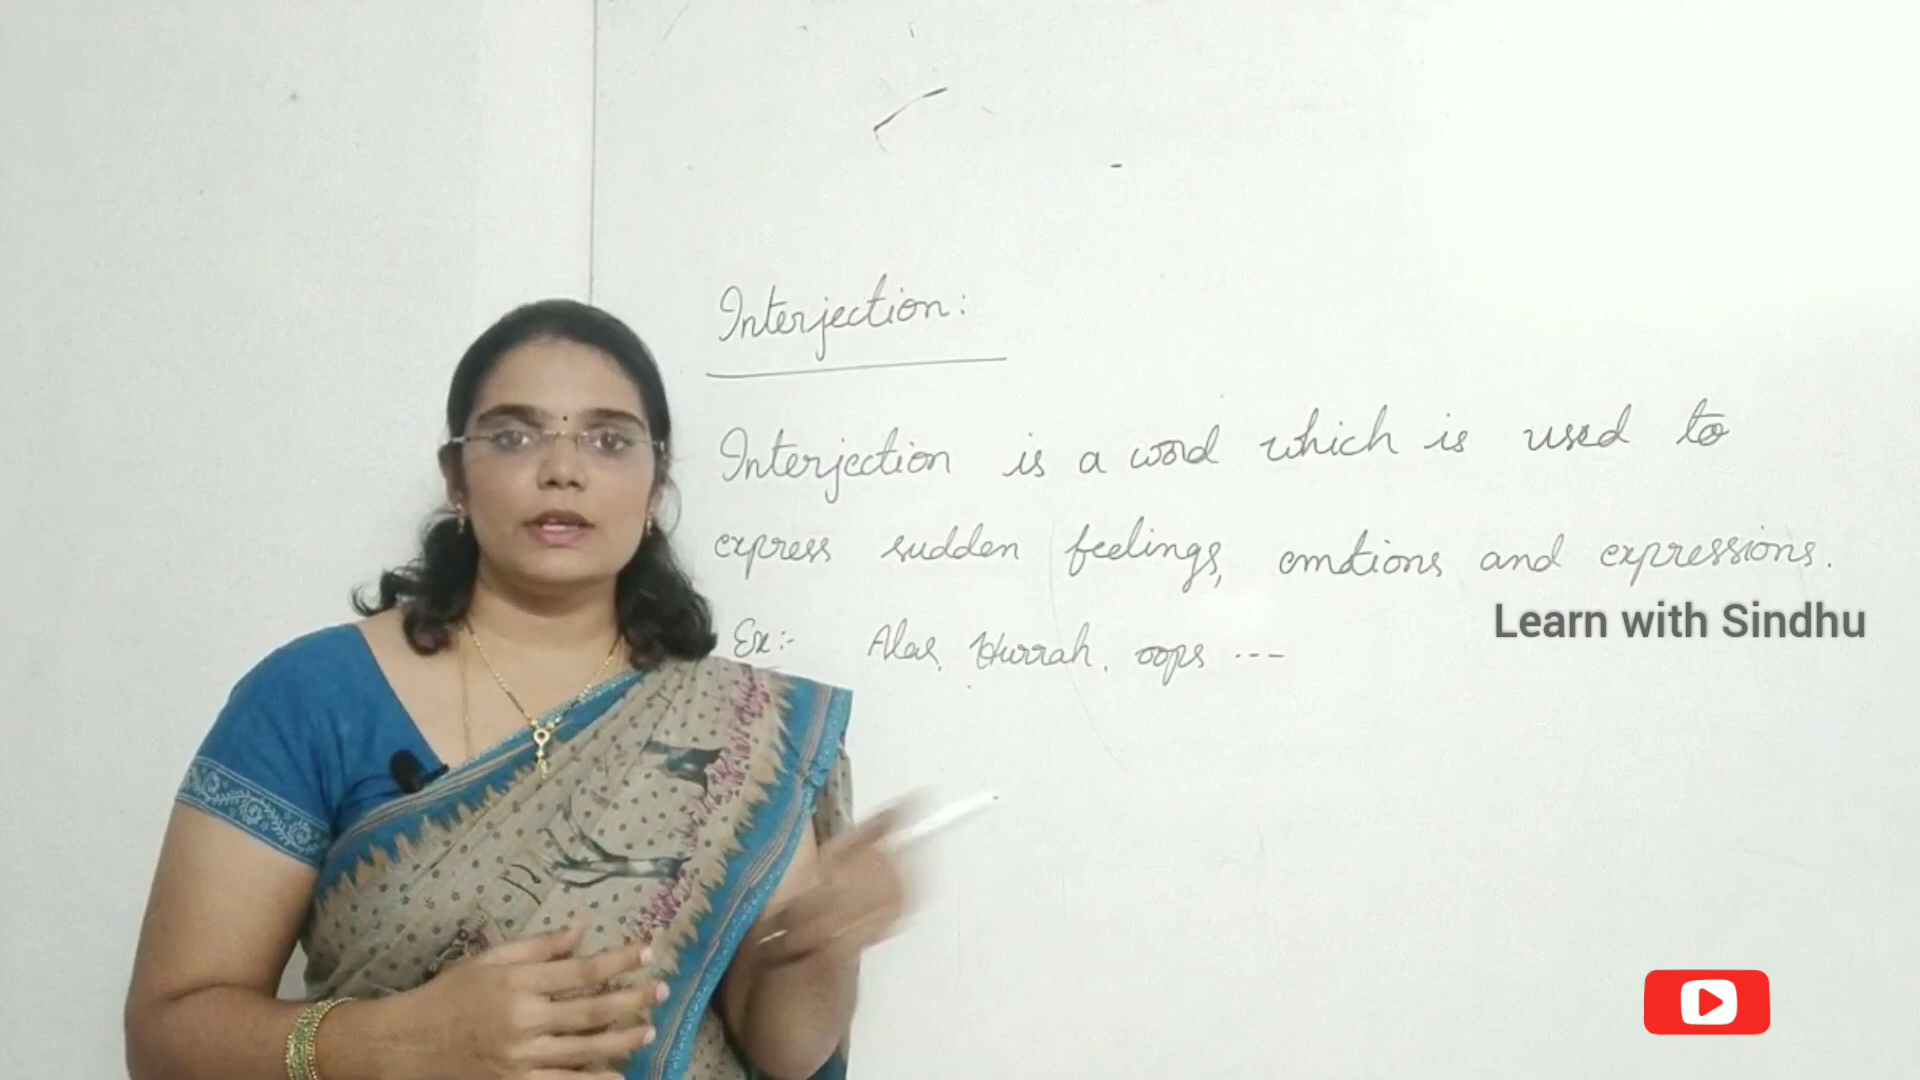 Interjection:
Interjection is a word which is used to
express sudden feelings, emotions and expressions.
Learn with Sindhu
Ex:- Alas, Hurrah, oops ---